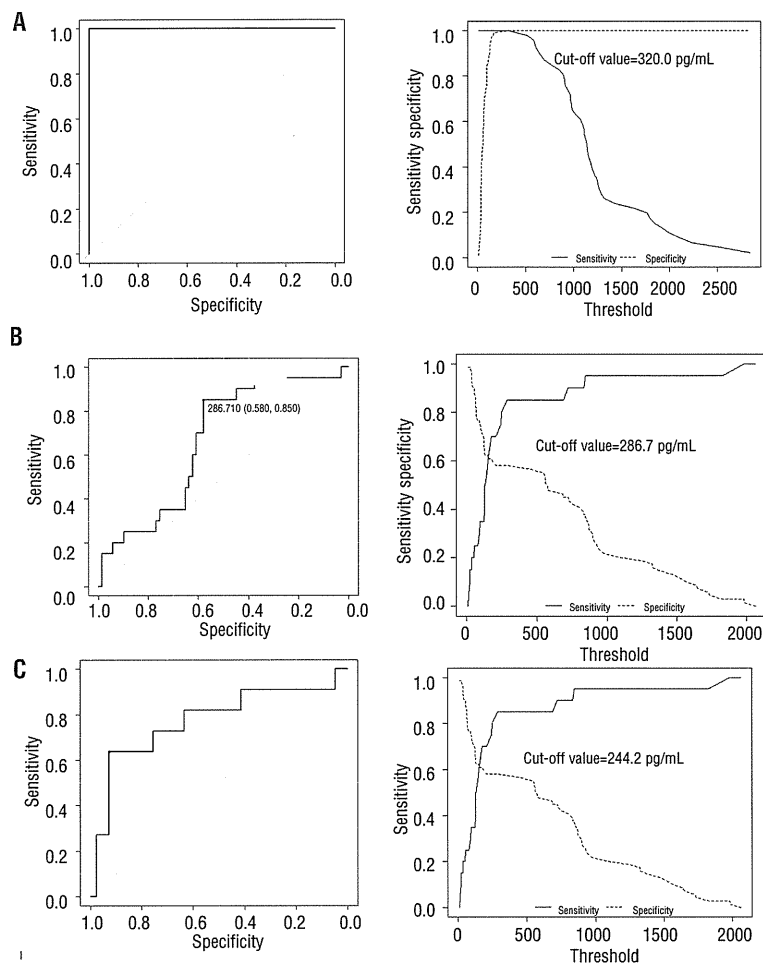 A
1.0
0.8
0.6
0.4
0.2
0.0
Sensitivity
1.0 0.8 0.6 0.4 0.2 0.0
Specificity
1.0
0.8
0.6
0.4
0.2
0.0
Sensitivity specificity
Cut-off value=320.0 pg/mL
Sensitivity Specificity
0 500 1000 1500 2000 2500
Threshold
B
1.0
0.8
0.6
0.4
0.2
0.0
Sensitivity
286.710 (0.580, 0.850)
1.0 0.8 0.6 0.4 0.2 0.0
Specificity
1.0
0.8
0.6
0.4
0.2
0.0
Sensitivity specificity
Cut-off value=286.7 pg/mL
Sensitivity Specificity
0 500 1000 1500 2000
Threshold
C
1.0
0.8
0.6
0.4
0.2
0.0
Sensitivity
1.0 0.8 0.6 0.4 0.2 0.0
Specificity
1.0
0.8
0.6
0.4
0.2
0.0
Sensitivity
Cut-off value=244.2 pg/mL
Sensitivity Specificity
0 500 1000 1500 2000
Threshold